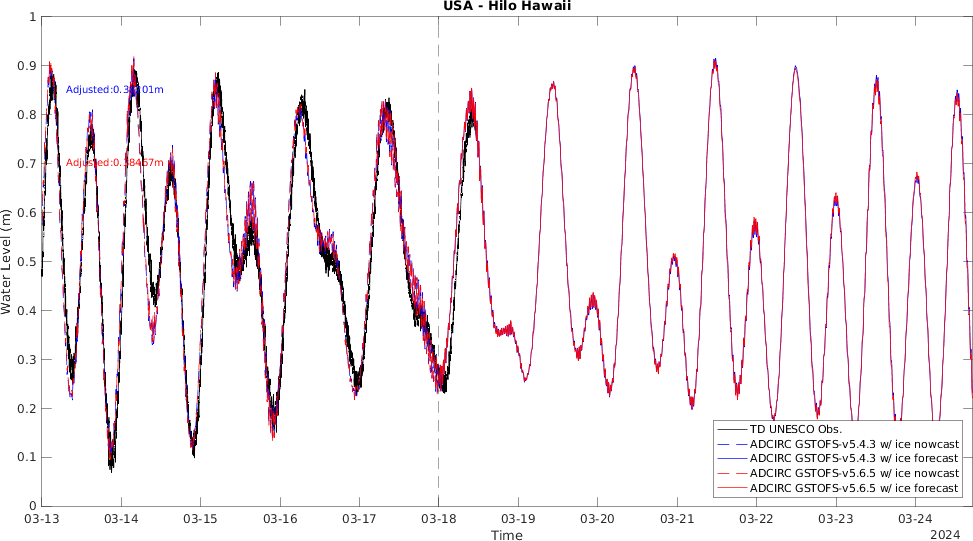 USA - Hilo Hawaii
1
0.9
0.8
0.7
0.6
0.5
0.4
0.3
0.2
0.1
0
Water Level (m)
Adjusted:0.38201m
Adjusted:0.38457m
TD UNESCO Obs.
ADCIRC GSTOFS-v5.4.3 w/ ice nowcast
ADCIRC GSTOFS-v5.4.3 w/ ice forecast
ADCIRC GSTOFS-v5.6.5 w/ ice nowcast
ADCIRC GSTOFS-v5.6.5 w/ ice forecast
03-13 03-14 03-15 03-16 03-17 03-18 03-19 03-20 03-21 03-22 03-23 03-24
Time
2024